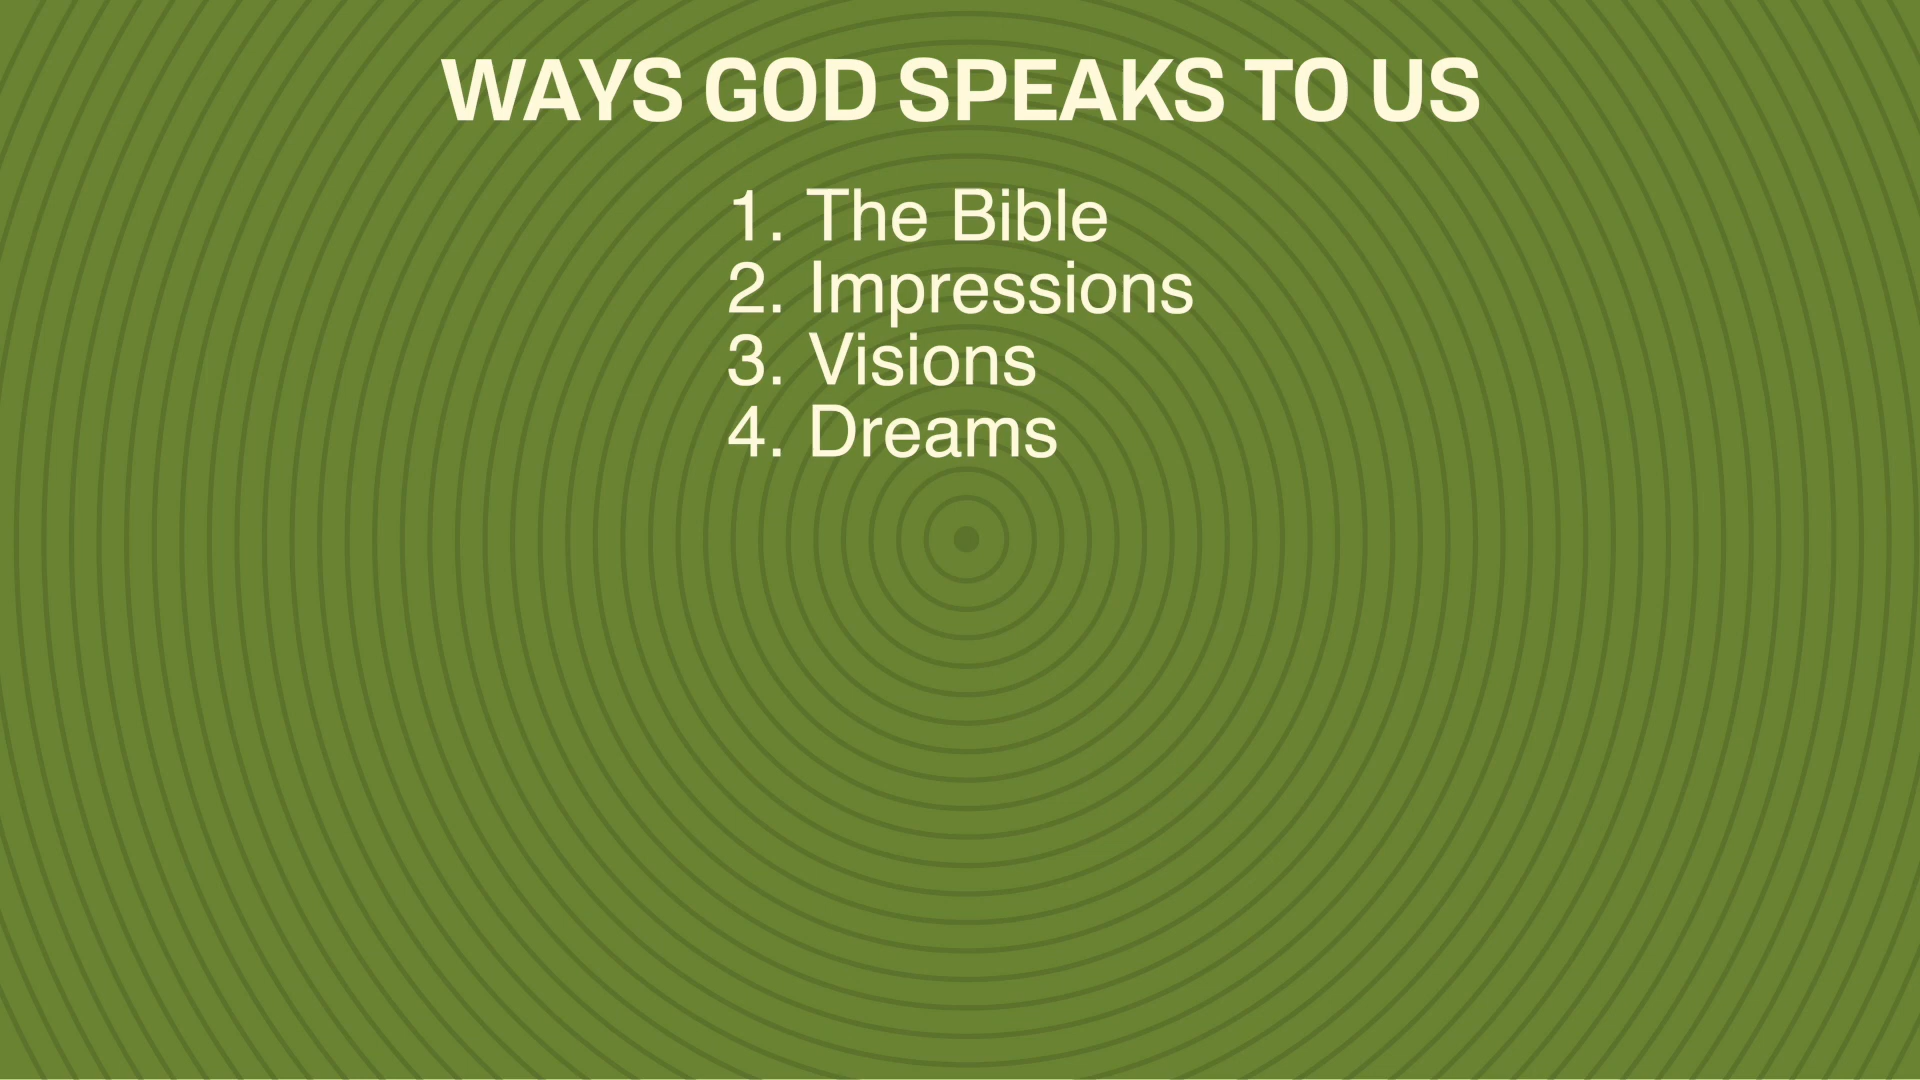 WAYS GOD SPEAKS TO US
1. The Bible
2. Impressions
3. Visions
4. Dreams